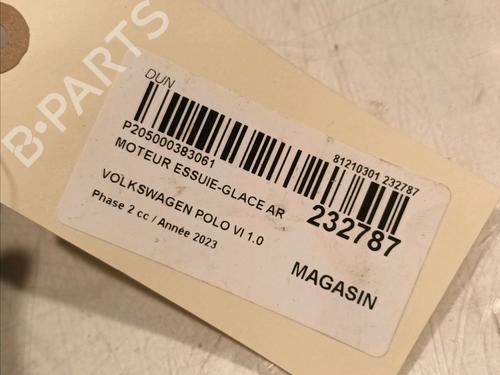 B-PARTS
DUN
P205000383061
81210301 232787
MOTEUR ESSUIE-GLACE AR
232787
VOLKSWAGEN POLO VI 1.0
Phase 2 cc / Année 2023
MAGASIN